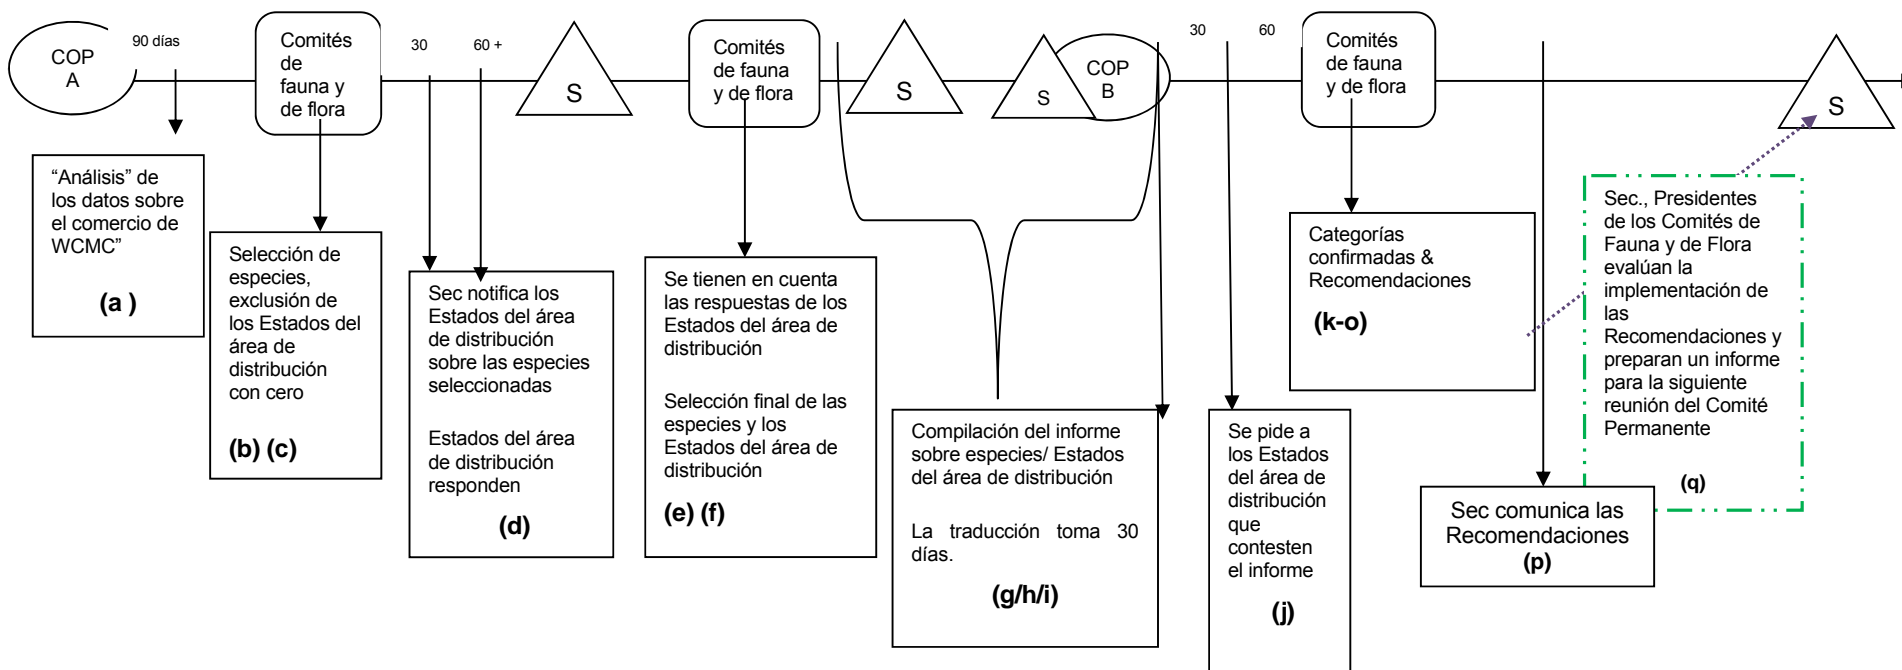 COP
A
90 días
Comités
de
fauna y
de flora
30
60 +
S
Comités
de fauna
y de flora
S
S
COP
B
30
60
Comités
de fauna
y de flora
S
“Análisis” de
los datos sobre
el comercio de
WCMC”
(a )
Selección de
especies,
exclusión de
los Estados del
área de
distribución
con cero
(b) (c)
Sec notifica los
Estados del área
de distribución
sobre las especies
seleccionadas
Estados del área
de distribución
responden
(d)
Se tienen en cuenta
las respuestas de los
Estados del área de
distribución
Selección final de las
especies y los
Estados del área de
distribución
(e) (f)
Compilación del informe
sobre especies/ Estados
del área de distribución
La traducción toma 30
días.
(g/h/i)
Se pide a
los Estados
del área de
distribución
que
contesten
el informe
(j)
Categorías
confirmadas &
Recomendaciones
(k-o)
Sec comunica las
Recomendaciones
(p)
Sec., Presidentes
de los Comités de
Fauna y de Flora
evalúan la
implementación de
las
Recomendaciones y
preparan un informe
para la siguiente
reunión del Comité
Permanente
(q)